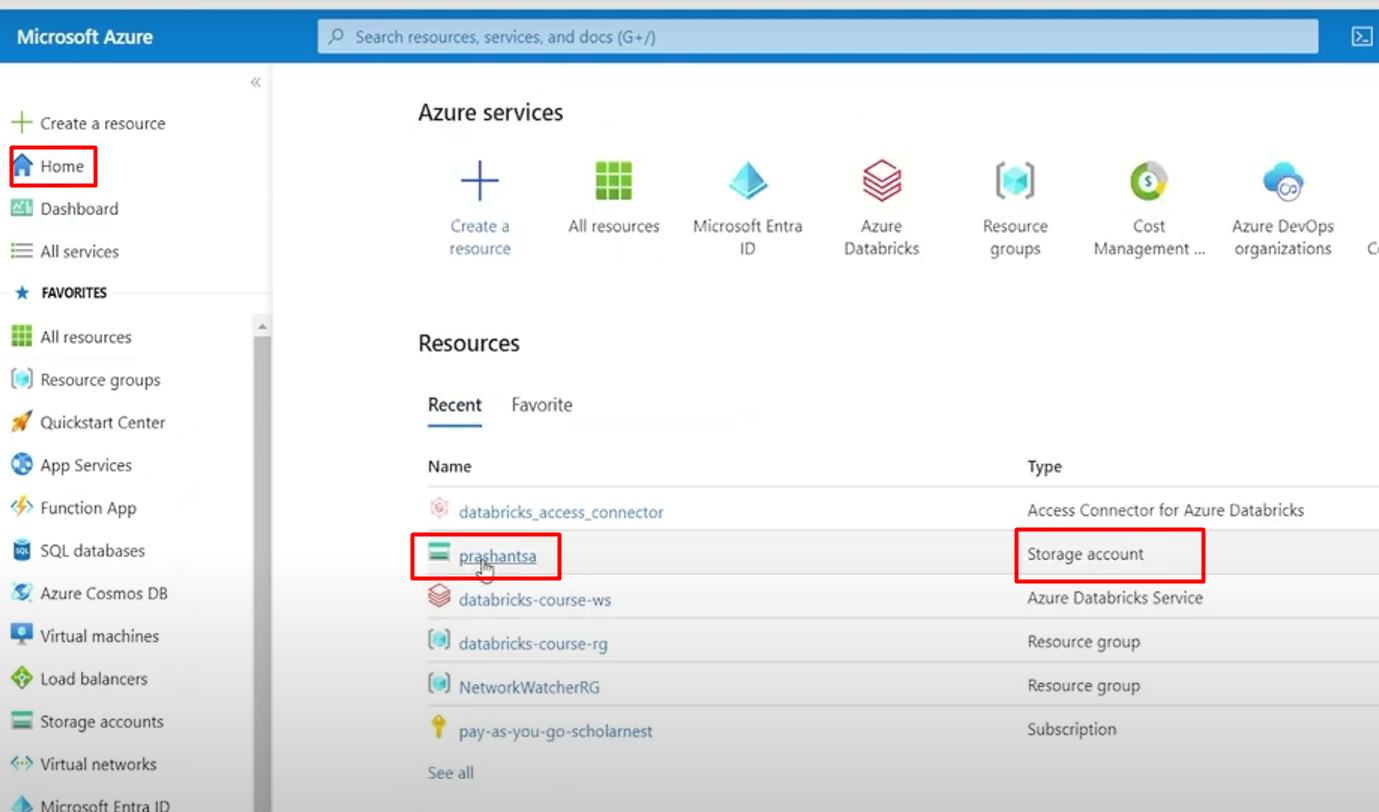 Microsoft Azure
Search resources, services, and docs (G+/)
«
Create a resource
Home
Dashboard
All services
FAVORITES
All resources
Resource groups
Quickstart Center
App Services
Function App
SQL databases
Azure Cosmos DB
Virtual machines
Load balancers
Storage accounts
Virtual networks
Microsoft Entra ID
Azure services
Create a
resource
All resources
Microsoft Entra
ID
Azure
Databricks
Resource
groups
Cost
Management ...
Azure DevOps
organizations
Resources
Recent Favorite
Name Type
databricks_access_connector Access Connector for Azure Databricks
prashantsa Storage account
databricks-course-ws Azure Databricks Service
databricks-course-rg Resource group
NetworkWatcherRG Resource group
pay-as-you-go-scholarnest Subscription
See all